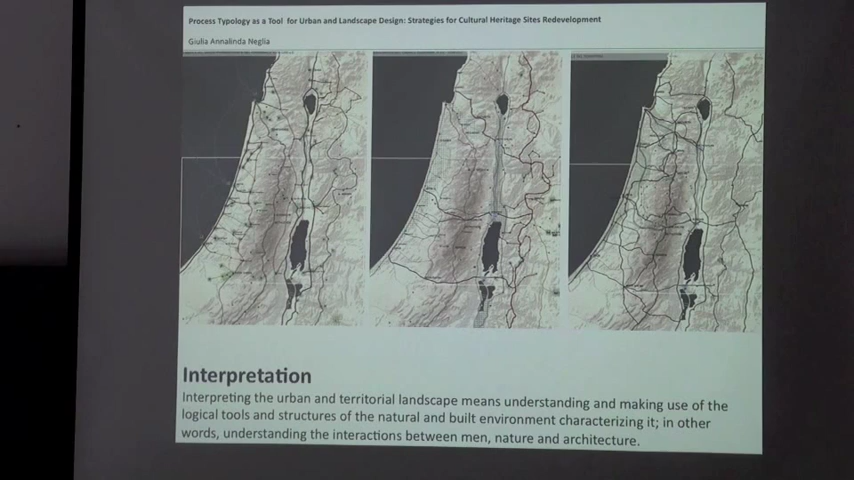 Process Typology as a Tool for Urban and Landscape Design: Strategies for Cultural Heritage Sites Redevelopment
Giulia Annalinda Neglia
Interpretation
Interpreting the urban and territorial landscape means understanding and making use of the
logical tools and structures of the natural and built environment characterizing it; in other
words, understanding the interactions between men, nature and architecture.